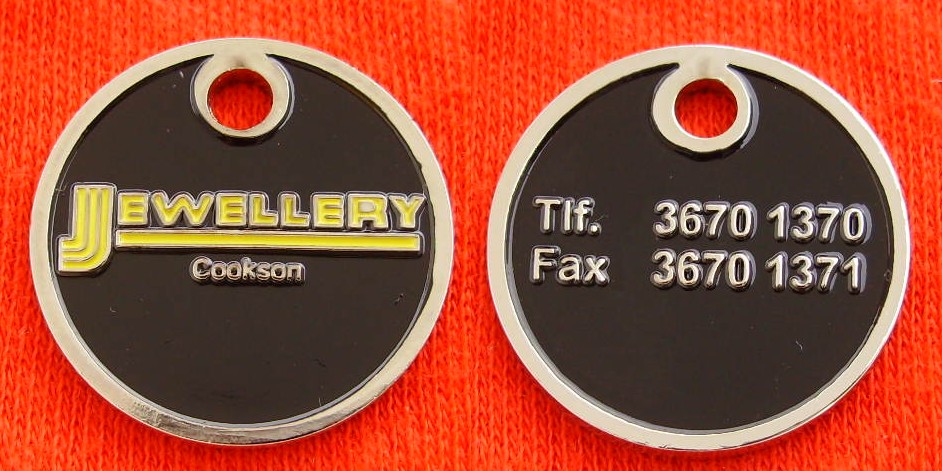 JEWELLERY
Cookson
Tlf. 3670 1370
Fax 3670 1371